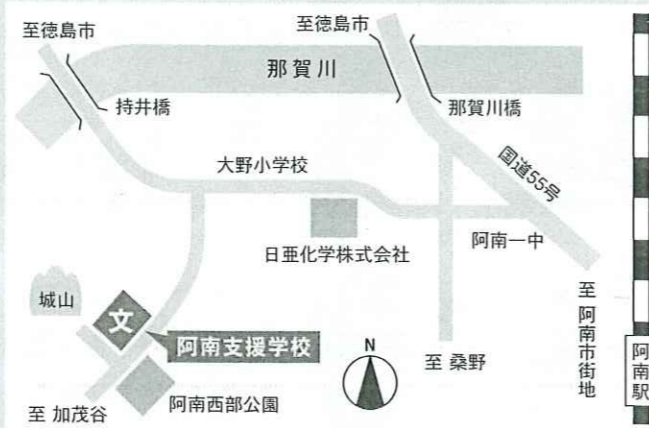 至徳島市
至徳島市
那賀川
持井橋
那賀川橋
大野小学校
国道55号
日亜化学株式会社
阿南一中
城山
文
阿南支援学校
N
至 桑野
至 阿南市街地
阿南駅
至 加茂谷
阿南西部公園